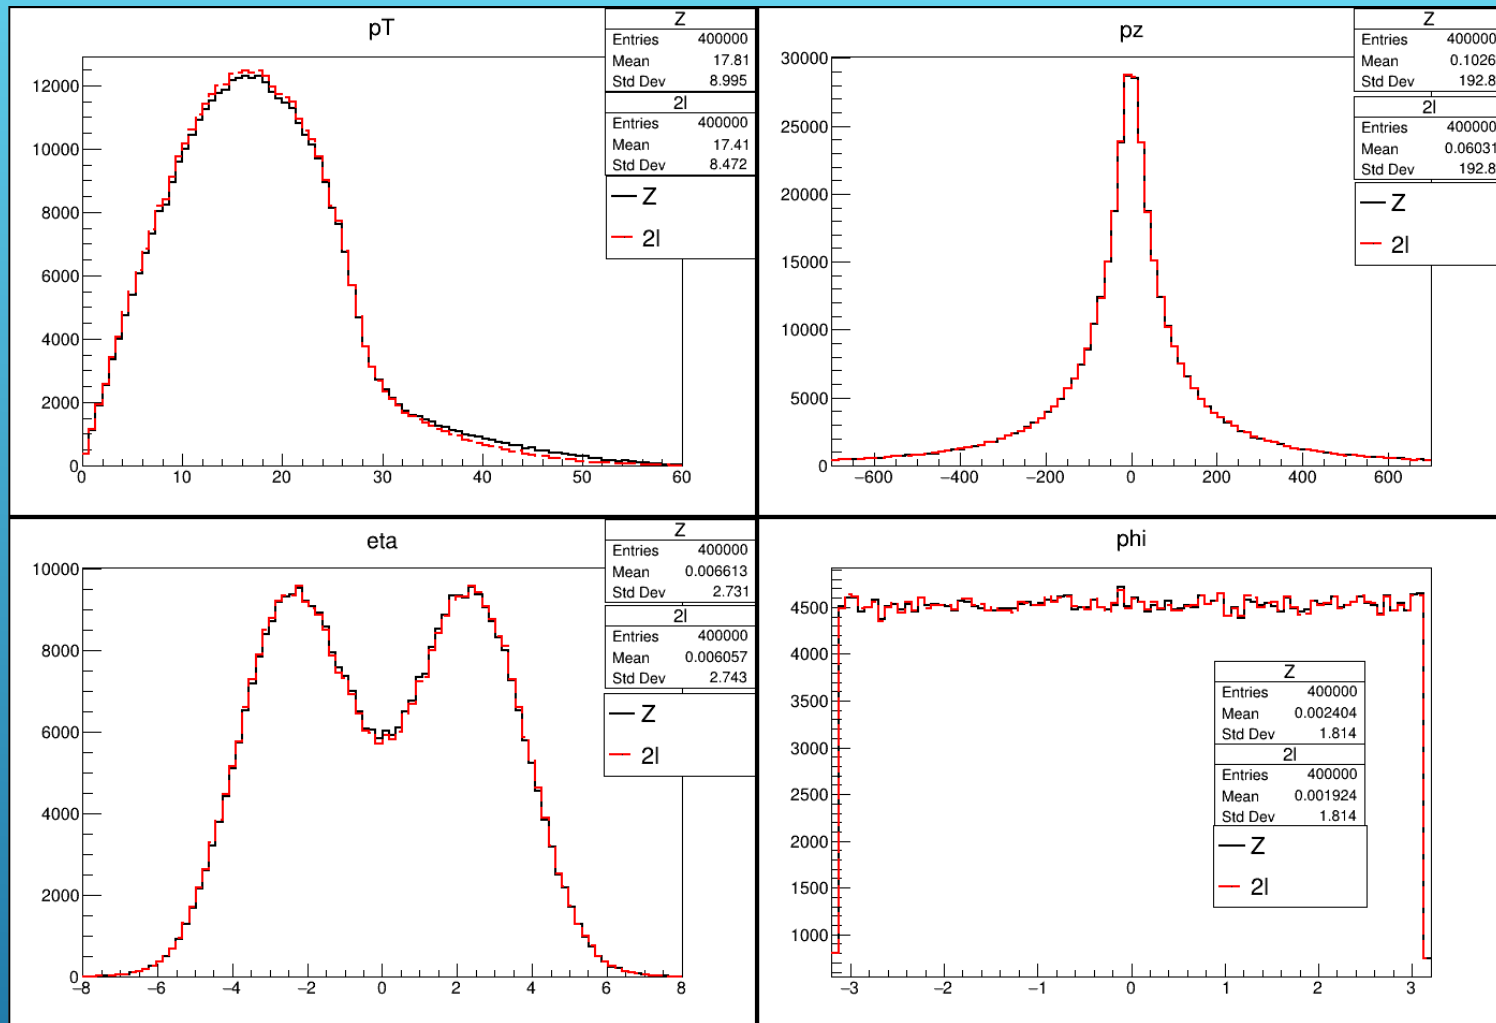 pT
Z
Entries 400000
Mean 17.81
Std Dev 8.995
2l
Entries 400000
Mean 17.41
Std Dev 8.472
Z
2l
12000
10000
8000
6000
4000
2000
0
0 10 20 30 40 50 60
pz
Z
Entries 400000
Mean 0.1026
Std Dev 192.8
2l
Entries 400000
Mean 0.06031
Std Dev 192.8
Z
2l
30000
25000
20000
15000
10000
5000
0
−600 −400 −200 0 200 400 600
eta
Z
Entries 400000
Mean 0.006613
Std Dev 2.731
2l
Entries 400000
Mean 0.006057
Std Dev 2.743
Z
2l
10000
8000
6000
4000
2000
0
−8 −6 −4 −2 0 2 4 6 8
phi
4500
4000
3500
3000
2500
2000
1500
1000
Z
Entries 400000
Mean 0.002404
Std Dev 1.814
2l
Entries 400000
Mean 0.001924
Std Dev 1.814
Z
2l
−3 −2 −1 0 1 2 3